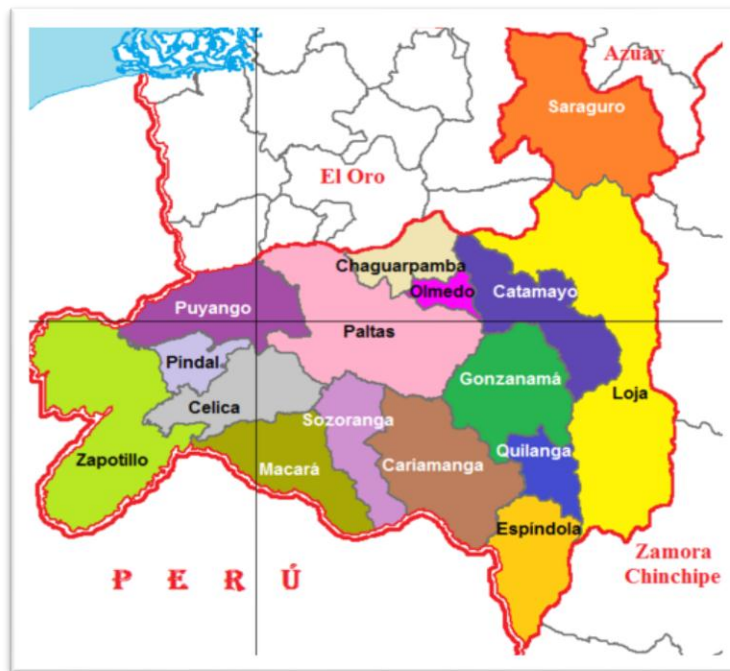 Azuay
Saraguro
El Oro
Chaguarpamba
Olmedo
Catamayo
Puyango
Paltas
Pindal
Gonzanamá
Loja
Celica
Sozoranga
Quilanga
Zapotillo
Macará
Cariamanga
Espíndola
Zamora
Chinchipe
PERÚ